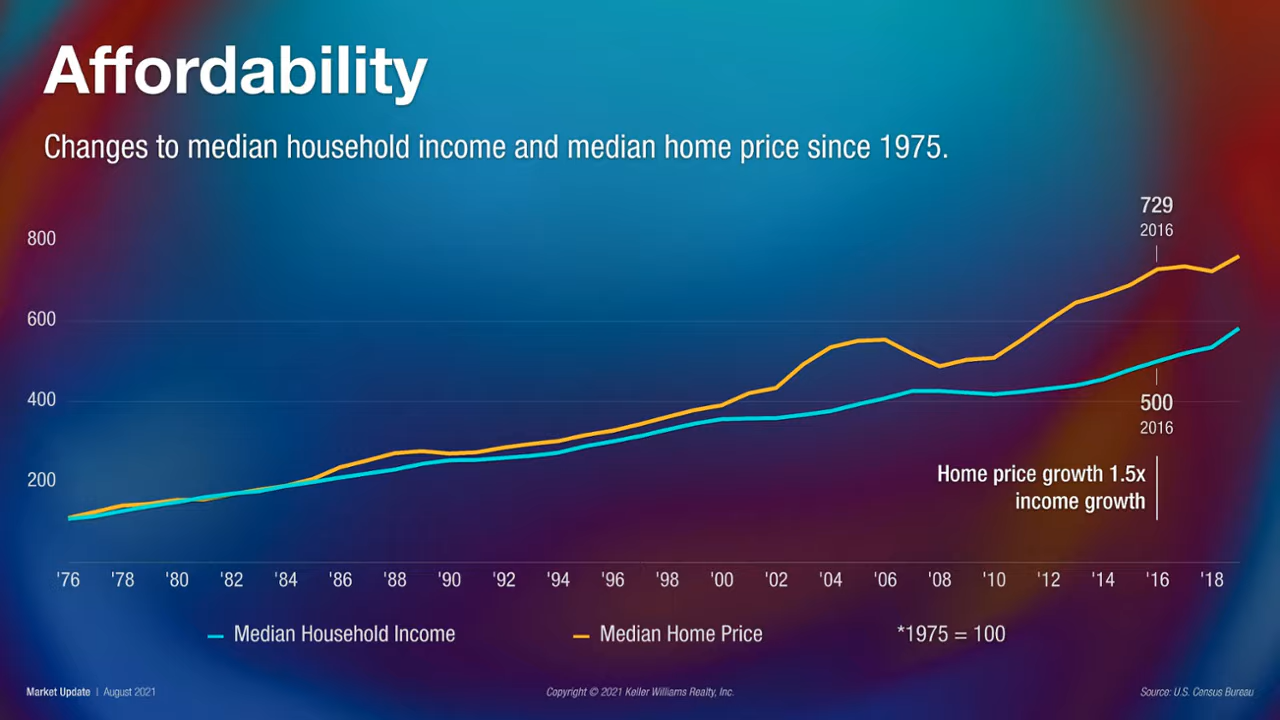 Affordability
Changes to median household income and median home price since 1975.
729
2016
800
600
400
200
500
2016
Home price growth 1.5x
income growth
'76 '78 '80 '82 '84 '86 '88 '90 '92 '94 '96 '98 '00 '02 '04 '06 '08 '10 '12 '14 '16 '18
Median Household Income Median Home Price *1975 = 100
Market Update | August 2021 Copyright © 2021 Keller Williams Realty, Inc. Source: U.S. Census Bureau